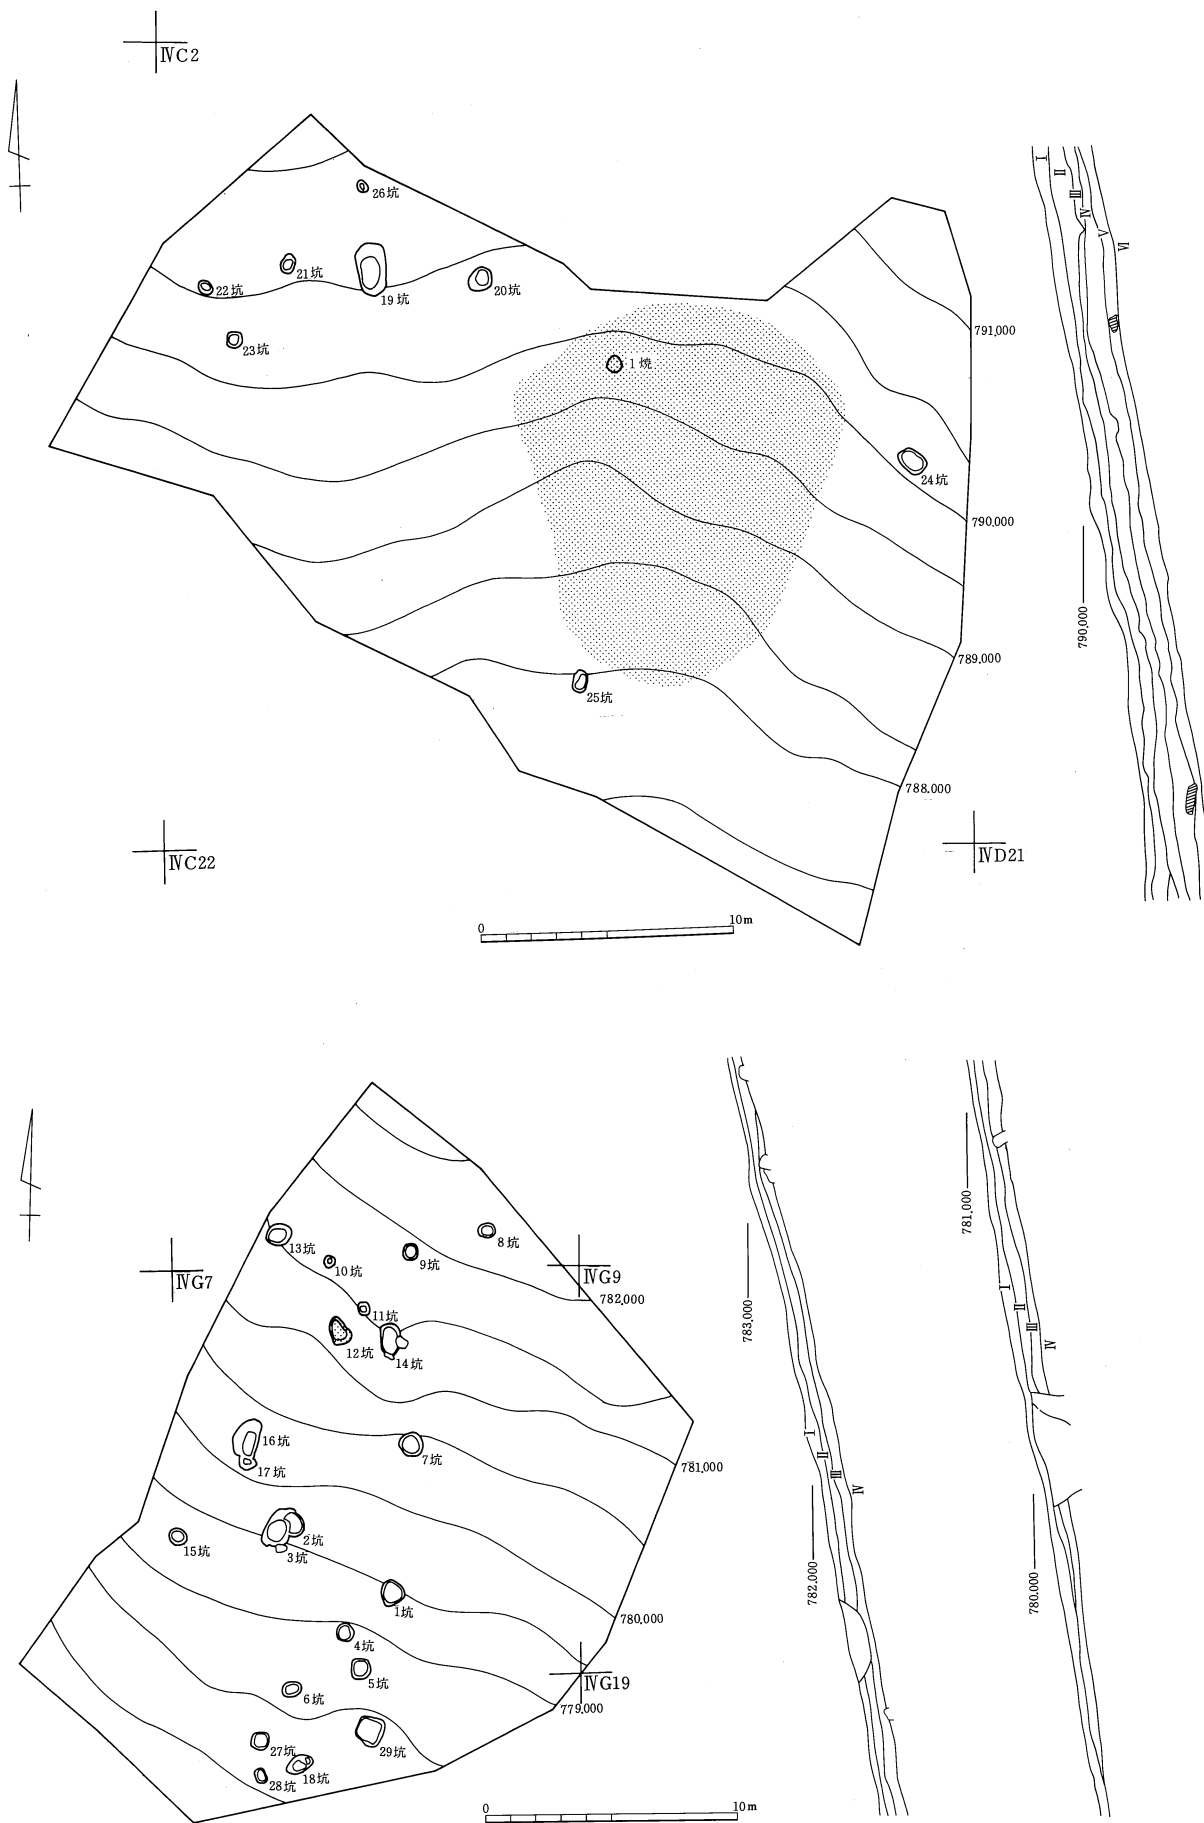 ⅣC2
26坑
21坑
22坑
19坑
20坑
23坑
1焼
24坑
25坑
791.000
790.000
789.000
788.000
ⅣC22
ⅣD21
0 10m
Ⅰ
Ⅱ
Ⅲ
Ⅳ
Ⅴ
Ⅵ
790.000
13坑
10坑
9坑
8坑
ⅣG7
ⅣG9
782.000
11坑
12坑
14坑
16坑
17坑
7坑
781.000
2坑
3坑
15坑
1坑
780.000
4坑
5坑
6坑
ⅣG19
779.000
27坑
28坑
18坑
29坑
0 10m
783.000
Ⅰ
Ⅱ
Ⅲ
Ⅳ
782.000
781.000
Ⅰ
Ⅱ
Ⅲ
Ⅳ
780.000